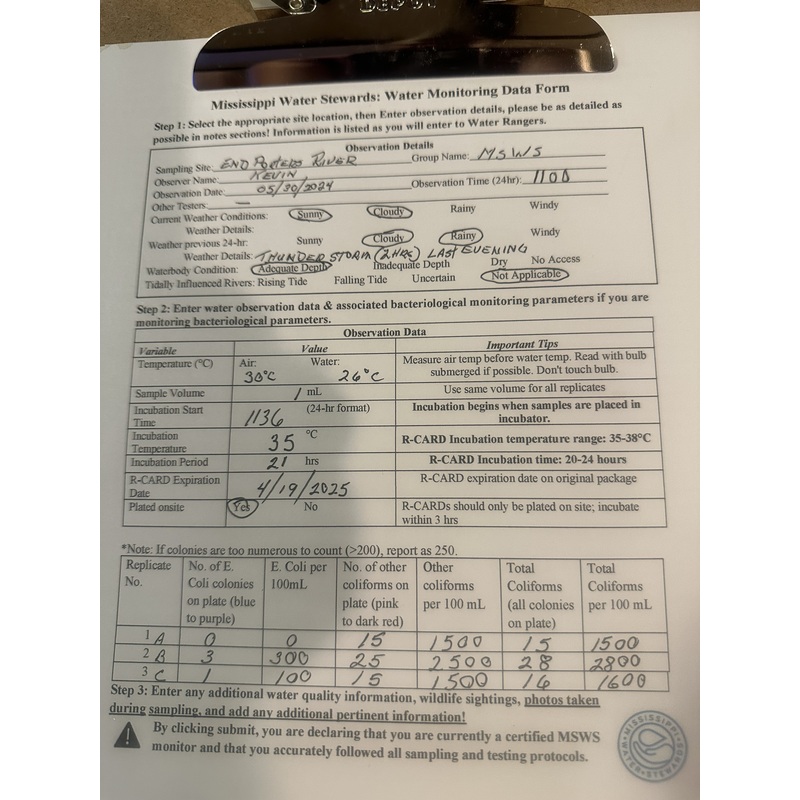 DEPOT
Mississippi Water Stewards: Water Monitoring Data Form
Step 1: Select the appropriate site location, then Enter observation details, please be as detailed as
possible in notes sections! Information is listed as you will enter to Water Rangers.
Observation Details
Sampling Site: END PORTERS RIVER Group Name: MSWS
Observer Name: KEVIN
Observation Date: 05/30/2024 Observation Time (24hr): 1100
Other Testers: —
Current Weather Conditions: Sunny Cloudy Rainy Windy
Weather Details:
Weather previous 24-hr: Sunny Cloudy Rainy Windy
Weather Details: THUNDER STORM (2HRS) LAST EVENING
Waterbody Condition: Adequate Depth Inadequate Depth Dry No Access
Tidally Influenced Rivers: Rising Tide Falling Tide Uncertain Not Applicable
Step 2: Enter water observation data & associated bacteriological monitoring parameters if you are
monitoring bacteriological parameters.
Observation Data
Variable Value Important Tips
Temperature (°C) Air: 30°C Water: 26°C Measure air temp before water temp. Read with bulb
submerged if possible. Don't touch bulb.
Sample Volume 1 mL Use same volume for all replicates
Incubation Start Time 1136 (24-hr format) Incubation begins when samples are placed in
incubator.
Incubation Temperature 35 °C R-CARD Incubation temperature range: 35-38°C
Incubation Period 21 hrs R-CARD Incubation time: 20-24 hours
R-CARD Expiration Date 4/19/2025 R-CARD expiration date on original package
Plated onsite Yes No R-CARDs should only be plated on site; incubate
within 3 hrs
*Note: If colonies are too numerous to count (>200), report as 250.
Replicate No. No. of E. Coli colonies on plate (blue to purple) E. Coli per 100mL No. of other coliforms on plate (pink to dark red) Other coliforms per 100 mL Total Coliforms (all colonies on plate) Total Coliforms per 100 mL
1 A 0 0 15 1500 15 1500
2 B 3 300 25 2500 28 2800
3 C 1 100 15 1500 16 1600
Step 3: Enter any additional water quality information, wildlife sightings, photos taken
during sampling, and add any additional pertinent information!
By clicking submit, you are declaring that you are currently a certified MSWS
monitor and that you accurately followed all sampling and testing protocols.
MISSISSIPPI WATER STEWARDS